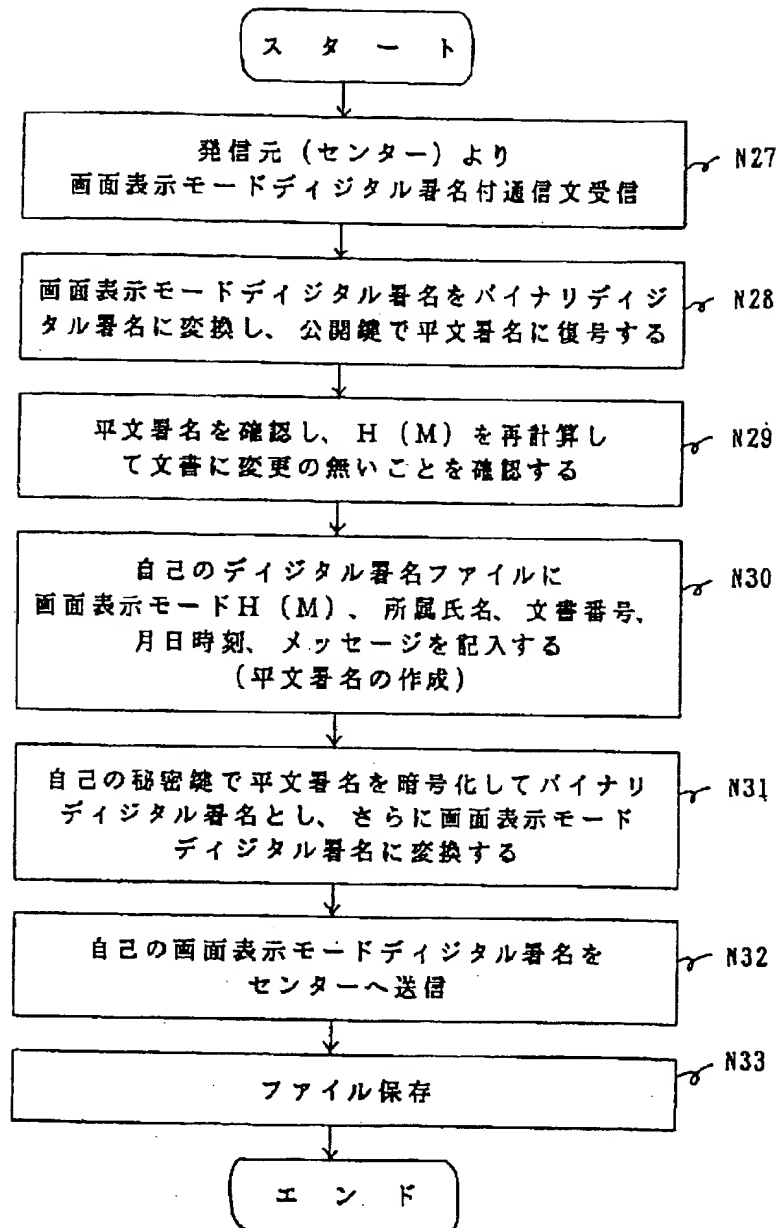 スタート
発信元(センター)より
画面表示モードディジタル署名付通信文受信
N27
画面表示モードディジタル署名をバイナリディジ
タル署名に変換し、公開鍵で平文署名に復号する
N28
平文署名を確認し、H(M)を再計算し
て文書に変更の無いことを確認する
N29
自己のディジタル署名ファイルに
画面表示モードH(M)、所属氏名、文書番号、
月日時刻、メッセージを記入する
(平文署名の作成)
N30
自己の秘密鍵で平文署名を暗号化してバイナリ
ディジタル署名とし、さらに画面表示モード
ディジタル署名に変換する
N31
自己の画面表示モードディジタル署名を
センターへ送信
N32
ファイル保存
N33
エンド